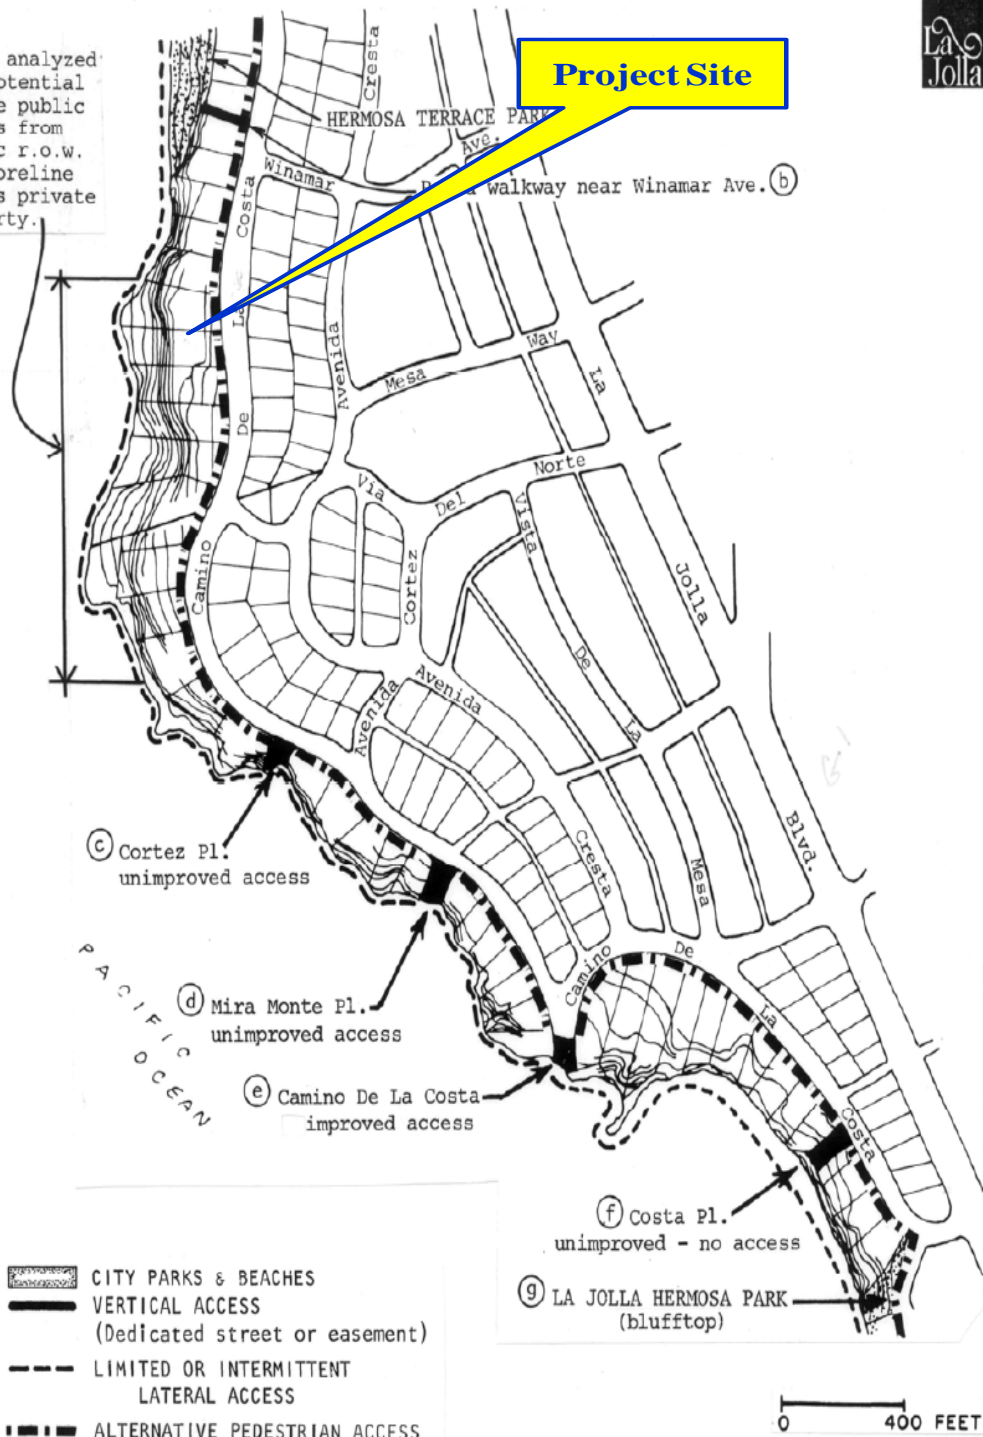 La
Jolla
analyzed
otential
e public
s from
c r.o.w.
oreline
s private
rty.
Project Site
Cresta
HERMOSA TERRACE PARK
Ave.
Winamar
walkway near Winamar Ave. (b)
Costa
La
De
Camino
Avenida
Mesa
Way
La
Jolla
Blvd.
Via
Del
Norte
Vista
De
La
Mesa
Cortez
Avenida
Avenida
Cresta
Camino
De
La
Costa
(c) Cortez Pl.
unimproved access
(d) Mira Monte Pl.
unimproved access
(e) Camino De La Costa
improved access
PACIFIC
OCEAN
(f) Costa Pl.
unimproved - no access
(g) LA JOLLA HERMOSA PARK
(blufftop)
CITY PARKS & BEACHES
VERTICAL ACCESS
(Dedicated street or easement)
LIMITED OR INTERMITTENT
LATERAL ACCESS
ALTERNATIVE PEDESTRIAN ACCESS
0 400 FEET